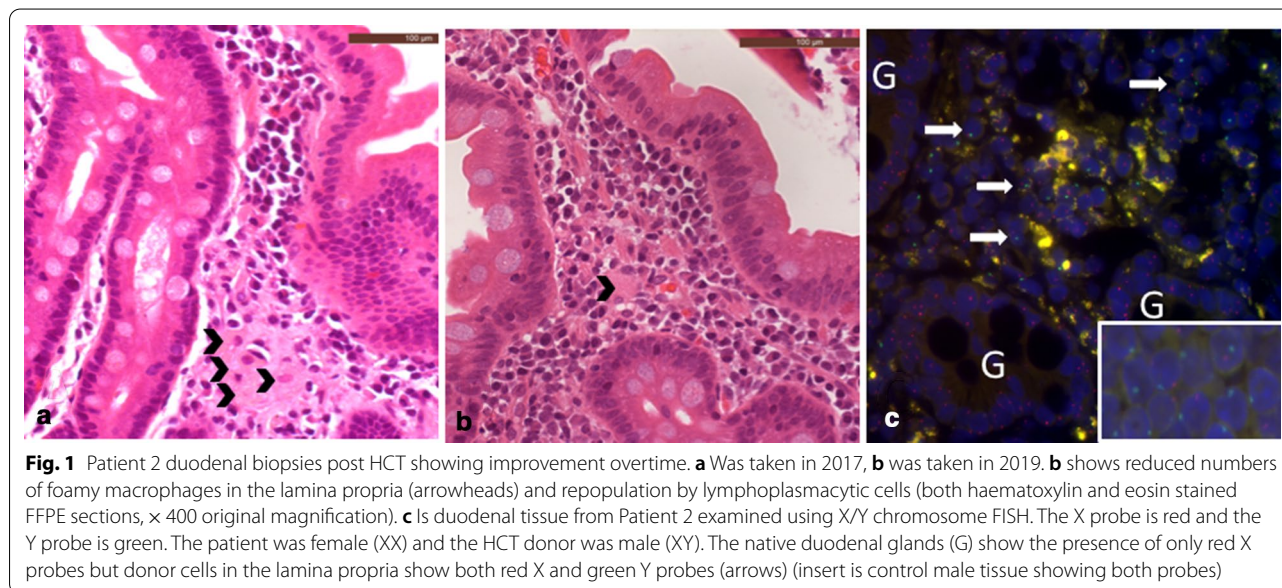 100 µm
100 µm
G
G
G
a
b
c
Fig. 1 Patient 2 duodenal biopsies post HCT showing improvement overtime. a Was taken in 2017, b was taken in 2019. b shows reduced numbers
of foamy macrophages in the lamina propria (arrowheads) and repopulation by lymphoplasmacytic cells (both haematoxylin and eosin stained
FFPE sections, × 400 original magnification). c Is duodenal tissue from Patient 2 examined using X/Y chromosome FISH. The X probe is red and the
Y probe is green. The patient was female (XX) and the HCT donor was male (XY). The native duodenal glands (G) show the presence of only red X
probes but donor cells in the lamina propria show both red X and green Y probes (arrows) (insert is control male tissue showing both probes)